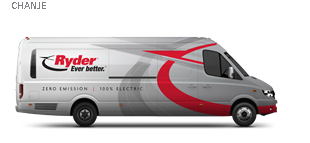 CHANJE
Ryder
Ever better.
ZERO EMISSION | 100% ELECTRIC